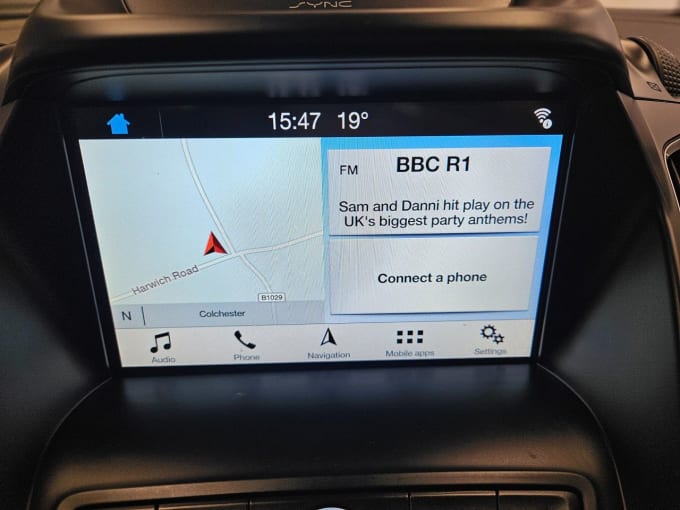 SYNC
15:47 19°
FM BBC R1
Sam and Danni hit play on the
UK's biggest party anthems!
Connect a phone
Harwich Road
B1029
N Colchester
Audio Phone Navigation Mobile apps Settings